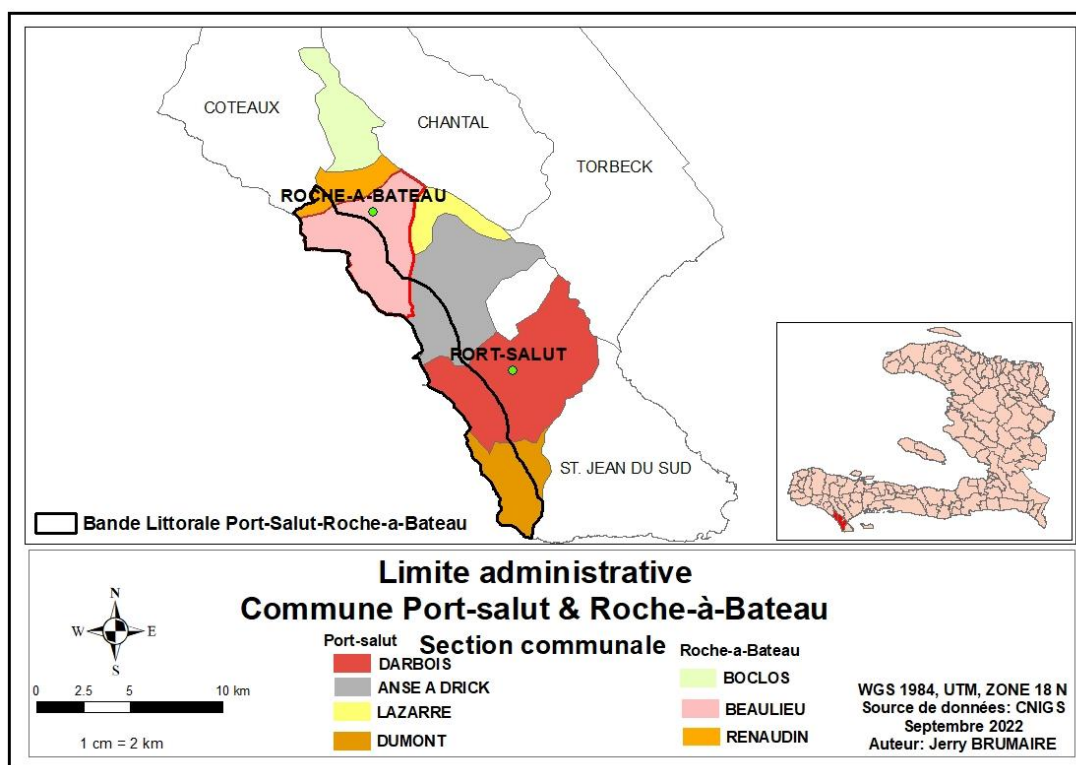 COTEAUX
CHANTAL
TORBECK
ROCHE-A-BATEAU
PORT-SALUT
ST. JEAN DU SUD
Bande Littorale Port-Salut-Roche-a-Bateau
Limite administrative
Commune Port-salut & Roche-à-Bateau
Section communale
N
W E
S
0 2.5 5 10 km
1 cm = 2 km
Port-salut
DARBOIS
ANSE A DRICK
LAZARRE
DUMONT
Roche-a-Bateau
BOCLOS
BEAULIEU
RENAUDIN
WGS 1984, UTM, ZONE 18 N
Source de données: CNIGS
Septembre 2022
Auteur: Jerry BRUMAIRE